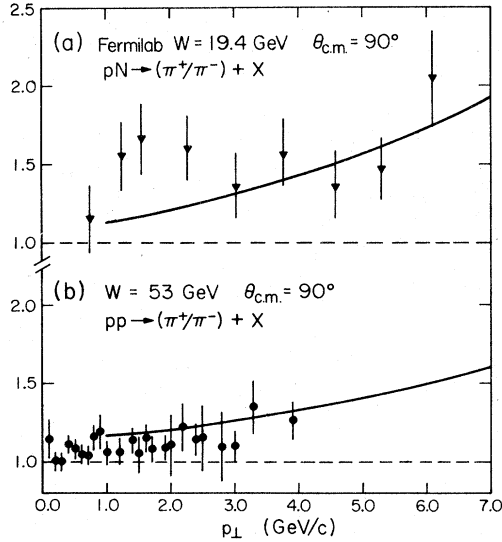 2.5
(a) Fermilab W = 19.4 GeV θc.m. = 90°
pN → (π⁺/π⁻) + X
2.0
1.5
1.0
(b) W = 53 GeV θc.m. = 90°
2.0
pp → (π⁺/π⁻) + X
1.5
1.0
0.0 1.0 2.0 3.0 4.0 5.0 6.0 7.0
p⊥ (GeV/c)